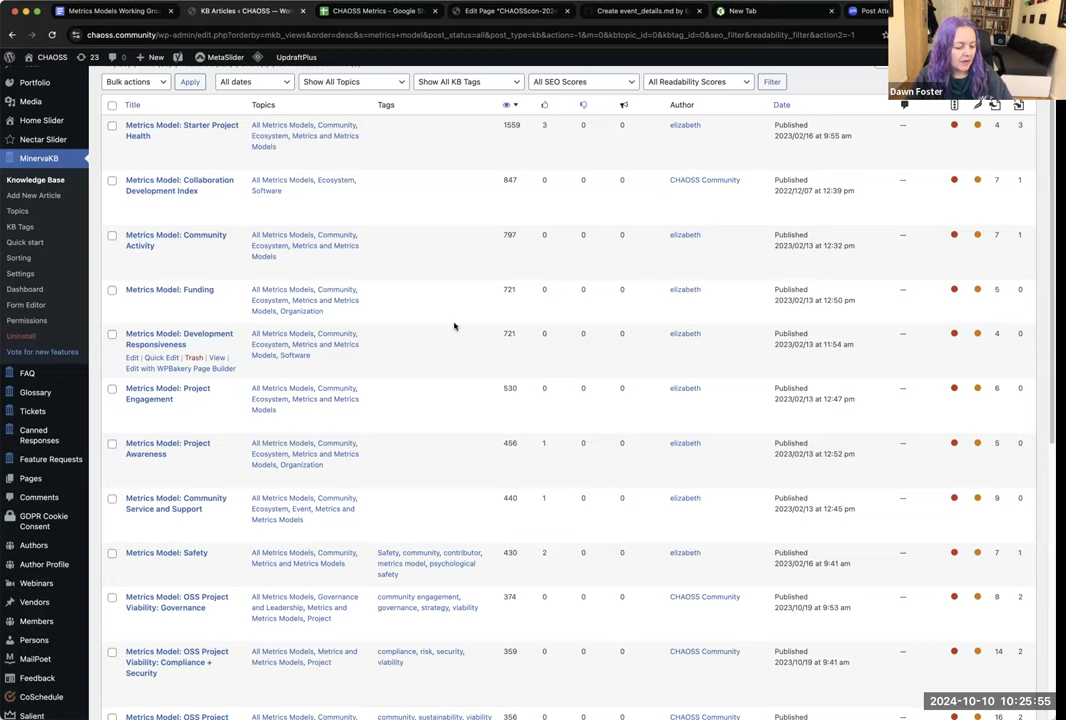 Metrics Models Working Grou
KB Articles ‹ CHAOSS — Wor
CHAOSS Metrics - Google Sh
Edit Page "CHAOSScon-2024
Create event_details.md by E
New Tab
Post Atte
chaoss.community/wp-admin/edit.php?orderby=mkb_views&order=desc&s=metrics+model&post_status=all&post_type=kb&action=-1&m=0&kbtopic_id=0&kbtag_id=0&seo_filter&readability_filter&action2=-1
CHAOSS
23
0
New
MetaSlider
UpdraftPlus
Dawn Foster
Portfolio
Media
Home Slider
Nectar Slider
MinervaKB
Knowledge Base
Add New Article
Topics
KB Tags
Quick start
Sorting
Settings
Dashboard
Form Editor
Permissions
Uninstall
Vote for new features
FAQ
Glossary
Tickets
Canned
Responses
Feature Requests
Pages
Comments
GDPR Cookie
Consent
Authors
Author Profile
Webinars
Vendors
Members
Persons
MailPoet
Feedback
CoSchedule
Salient
Bulk actions
Apply
All dates
Show All Topics
Show All KB Tags
All SEO Scores
All Readability Scores
Filter
Title
Topics
Tags
Author
Date
Metrics Model: Starter Project
Health
All Metrics Models, Community,
Ecosystem, Metrics and Metrics
Models
1559
3
0
0
elizabeth
Published
2023/02/16 at 9:55 am
—
4
3
Metrics Model: Collaboration
Development Index
All Metrics Models, Ecosystem,
Software
847
0
0
0
CHAOSS Community
Published
2022/12/07 at 12:39 pm
—
7
1
Metrics Model: Community
Activity
All Metrics Models, Community,
Ecosystem, Metrics and Metrics
Models
797
0
0
0
elizabeth
Published
2023/02/13 at 12:32 pm
—
7
1
Metrics Model: Funding
All Metrics Models, Community,
Ecosystem, Metrics and Metrics
Models, Organization
721
0
0
0
elizabeth
Published
2023/02/13 at 12:50 pm
—
5
0
Metrics Model: Development
Responsiveness
Edit | Quick Edit | Trash | View |
Edit with WPBakery Page Builder
All Metrics Models, Community,
Ecosystem, Metrics and Metrics
Models, Software
721
0
0
0
elizabeth
Published
2023/02/13 at 11:54 am
—
4
0
Metrics Model: Project
Engagement
All Metrics Models, Community,
Ecosystem, Metrics and Metrics
Models
530
0
0
0
elizabeth
Published
2023/02/13 at 12:47 pm
—
6
0
Metrics Model: Project
Awareness
All Metrics Models, Community,
Ecosystem, Metrics and Metrics
Models, Organization
456
1
0
0
elizabeth
Published
2023/02/13 at 12:52 pm
—
5
0
Metrics Model: Community
Service and Support
All Metrics Models, Community,
Ecosystem, Event, Metrics and
Metrics Models
440
1
0
0
elizabeth
Published
2023/02/13 at 12:45 pm
—
9
0
Metrics Model: Safety
All Metrics Models, Community,
Metrics and Metrics Models
Safety, community, contributor,
metrics model, psychological
safety
430
2
0
0
elizabeth
Published
2023/02/16 at 9:41 am
—
7
1
Metrics Model: OSS Project
Viability: Governance
All Metrics Models, Governance
and Leadership, Metrics and
Metrics Models, Project
community engagement,
governance, strategy, viability
374
0
0
0
CHAOSS Community
Published
2023/10/19 at 9:53 am
—
8
2
Metrics Model: OSS Project
Viability: Compliance +
Security
All Metrics Models, Metrics and
Metrics Models, Project
compliance, risk, security,
viability
359
0
0
0
CHAOSS Community
Published
2023/10/19 at 9:41 am
—
14
2
Metrics Model: OSS Project
All Metrics Models, Community,
community, sustainability, viability
356
0
0
0
CHAOSS Community
Published
—
16
2
2024-10-10 10:25:55